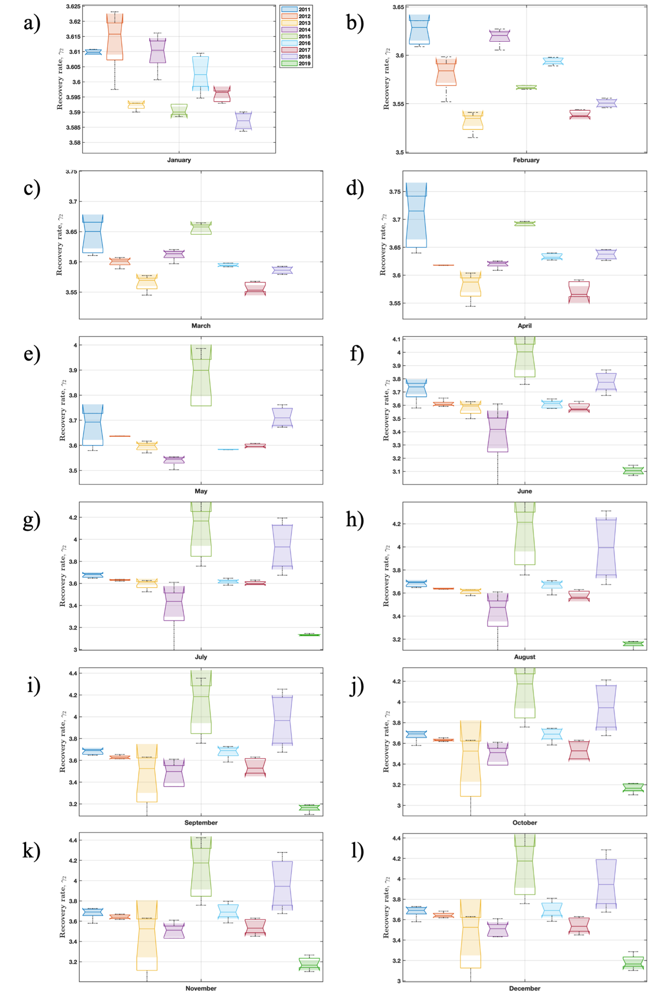 a)
3.625
3.62
3.615
3.61
3.605
3.6
3.595
3.59
3.585
3.58
Recovery rate, γ₂
January
2011
2012
2013
2014
2015
2016
2017
2018
2019
b)
3.65
3.6
3.55
3.5
Recovery rate, γ₂
February
c)
3.75
3.7
3.65
3.6
3.55
Recovery rate, γ₂
March
d)
3.75
3.7
3.65
3.6
3.55
Recovery rate, γ₂
April
e)
4
3.9
3.8
3.7
3.6
3.5
Recovery rate, γ₂
May
f)
4.1
4
3.9
3.8
3.7
3.6
3.5
3.4
3.3
3.2
3.1
Recovery rate, γ₂
June
g)
4.2
4
3.8
3.6
3.4
3.2
3
Recovery rate, γ₂
July
h)
4.2
4
3.8
3.6
3.4
3.2
Recovery rate, γ₂
August
i)
4.4
4.2
4
3.8
3.6
3.4
3.2
Recovery rate, γ₂
September
j)
4.2
4
3.8
3.6
3.4
3.2
3
Recovery rate, γ₂
October
k)
4.4
4.2
4
3.8
3.6
3.4
3.2
Recovery rate, γ₂
November
l)
4.4
4.2
4
3.8
3.6
3.4
3.2
3
Recovery rate, γ₂
December